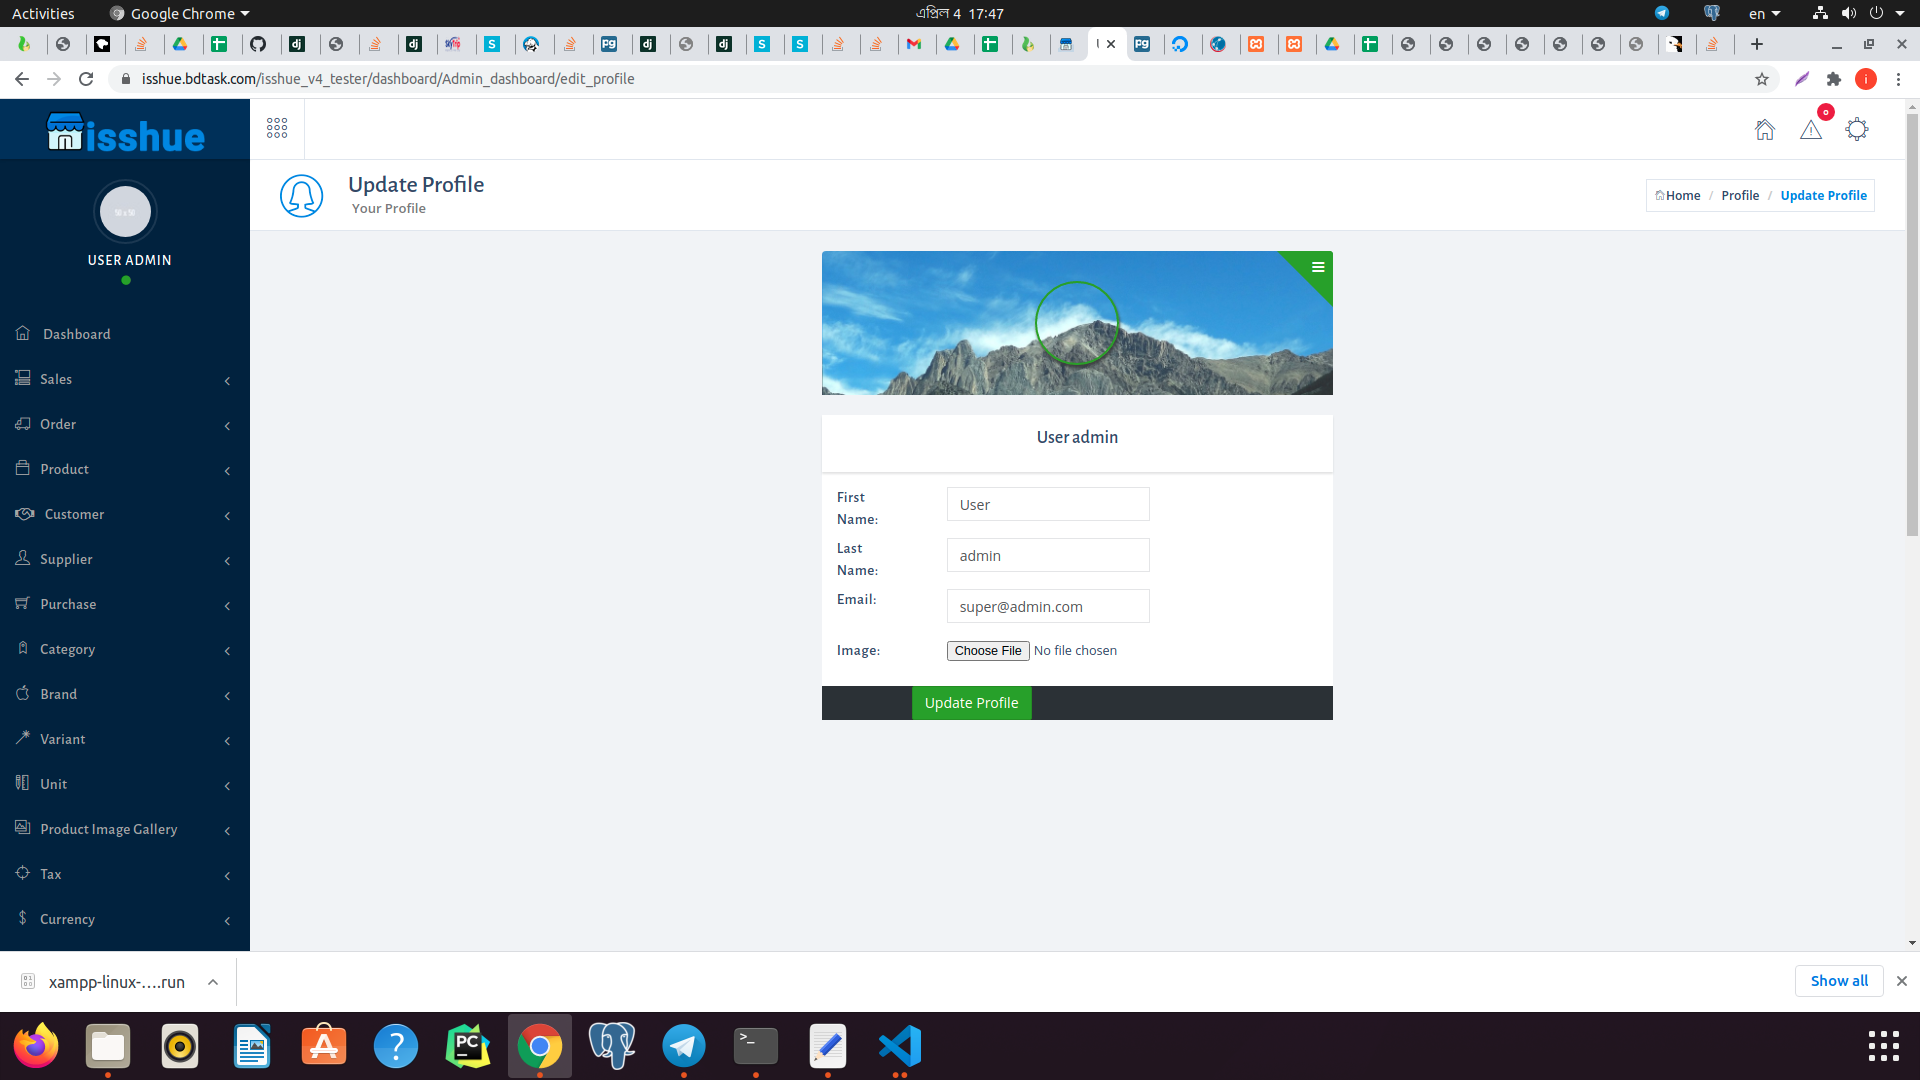 Activities
Google Chrome
এপ্রিল 4 17:47
en
isshue.bdtask.com/isshue_v4_tester/dashboard/Admin_dashboard/edit_profile
isshue
0
Update Profile
Your Profile
Home / Profile / Update Profile
USER ADMIN
Dashboard
Sales
Order
Product
Customer
Supplier
Purchase
Category
Brand
Variant
Unit
Product Image Gallery
Tax
Currency
User admin
First Name:
User
Last Name:
admin
Email:
super@admin.com
Image:
Choose File No file chosen
Update Profile
xampp-linux-....run
Show all